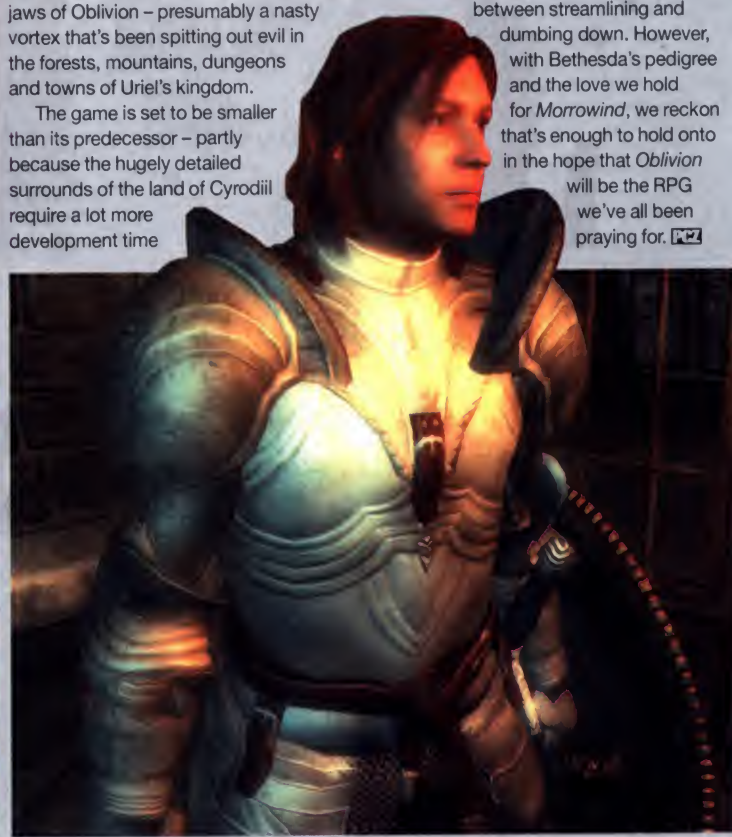 jaws of Oblivion – presumably a nasty
vortex that's been spitting out evil in
the forests, mountains, dungeons
and towns of Uriel's kingdom.
The game is set to be smaller
than its predecessor – partly
because the hugely detailed
surrounds of the land of Cyrodiil
require a lot more
development time
between streamlining and
dumbing down. However,
with Bethesda's pedigree
and the love we hold
for Morrowind, we reckon
that's enough to hold onto
in the hope that Oblivion
will be the RPG
we've all been
praying for. PCZ